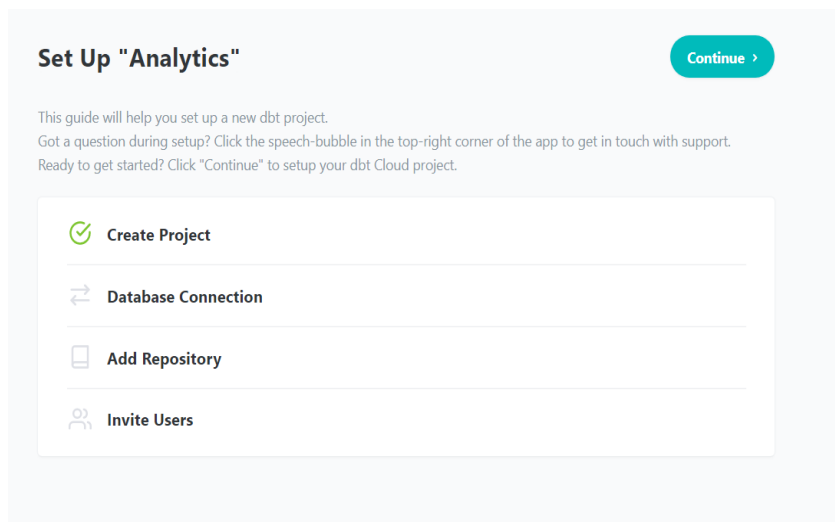 Set Up "Analytics"
Continue ›
This guide will help you set up a new dbt project.
Got a question during setup? Click the speech-bubble in the top-right corner of the app to get in touch with support.
Ready to get started? Click "Continue" to setup your dbt Cloud project.
Create Project
Database Connection
Add Repository
Invite Users